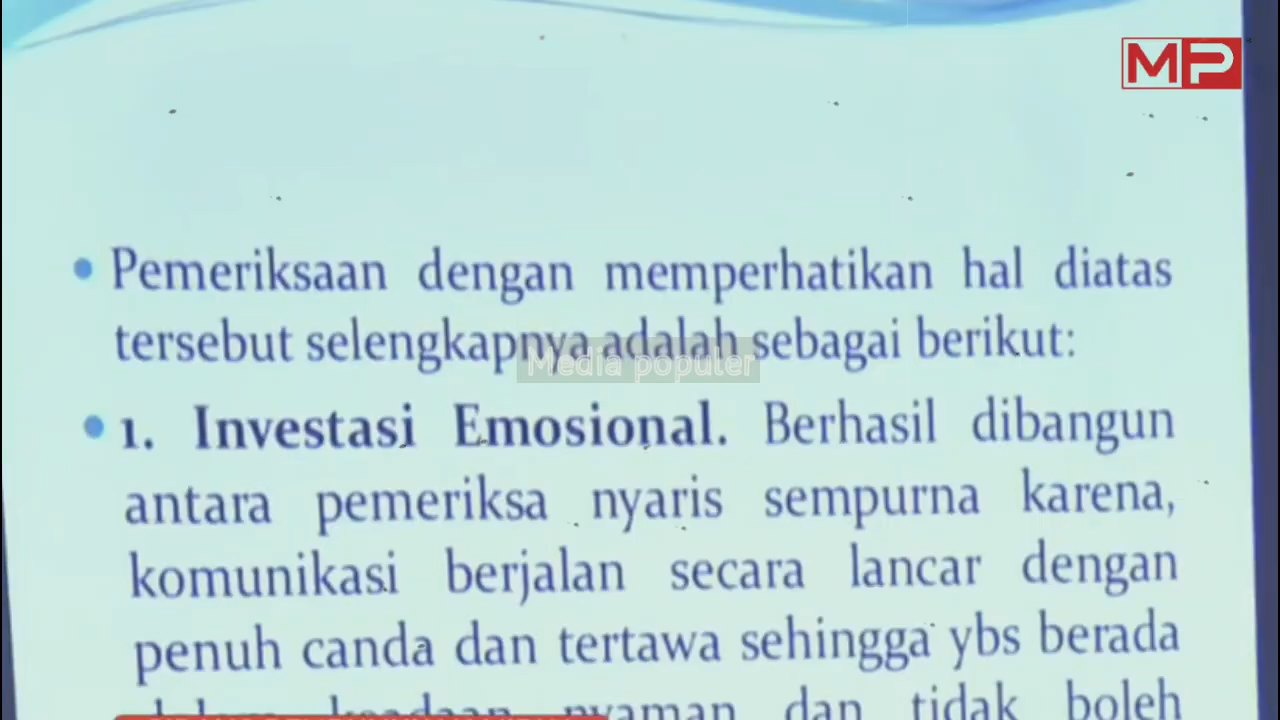 MP
• Pemeriksaan dengan memperhatikan hal diatas
tersebut selengkapnya adalah sebagai berikut:
Media populer
• 1. Investasi Emosional. Berhasil dibangun
antara pemeriksa nyaris sempurna karena,
komunikasi berjalan secara lancar dengan
penuh canda dan tertawa sehingga ybs berada
dalam keadaan nyaman dan tidak boleh